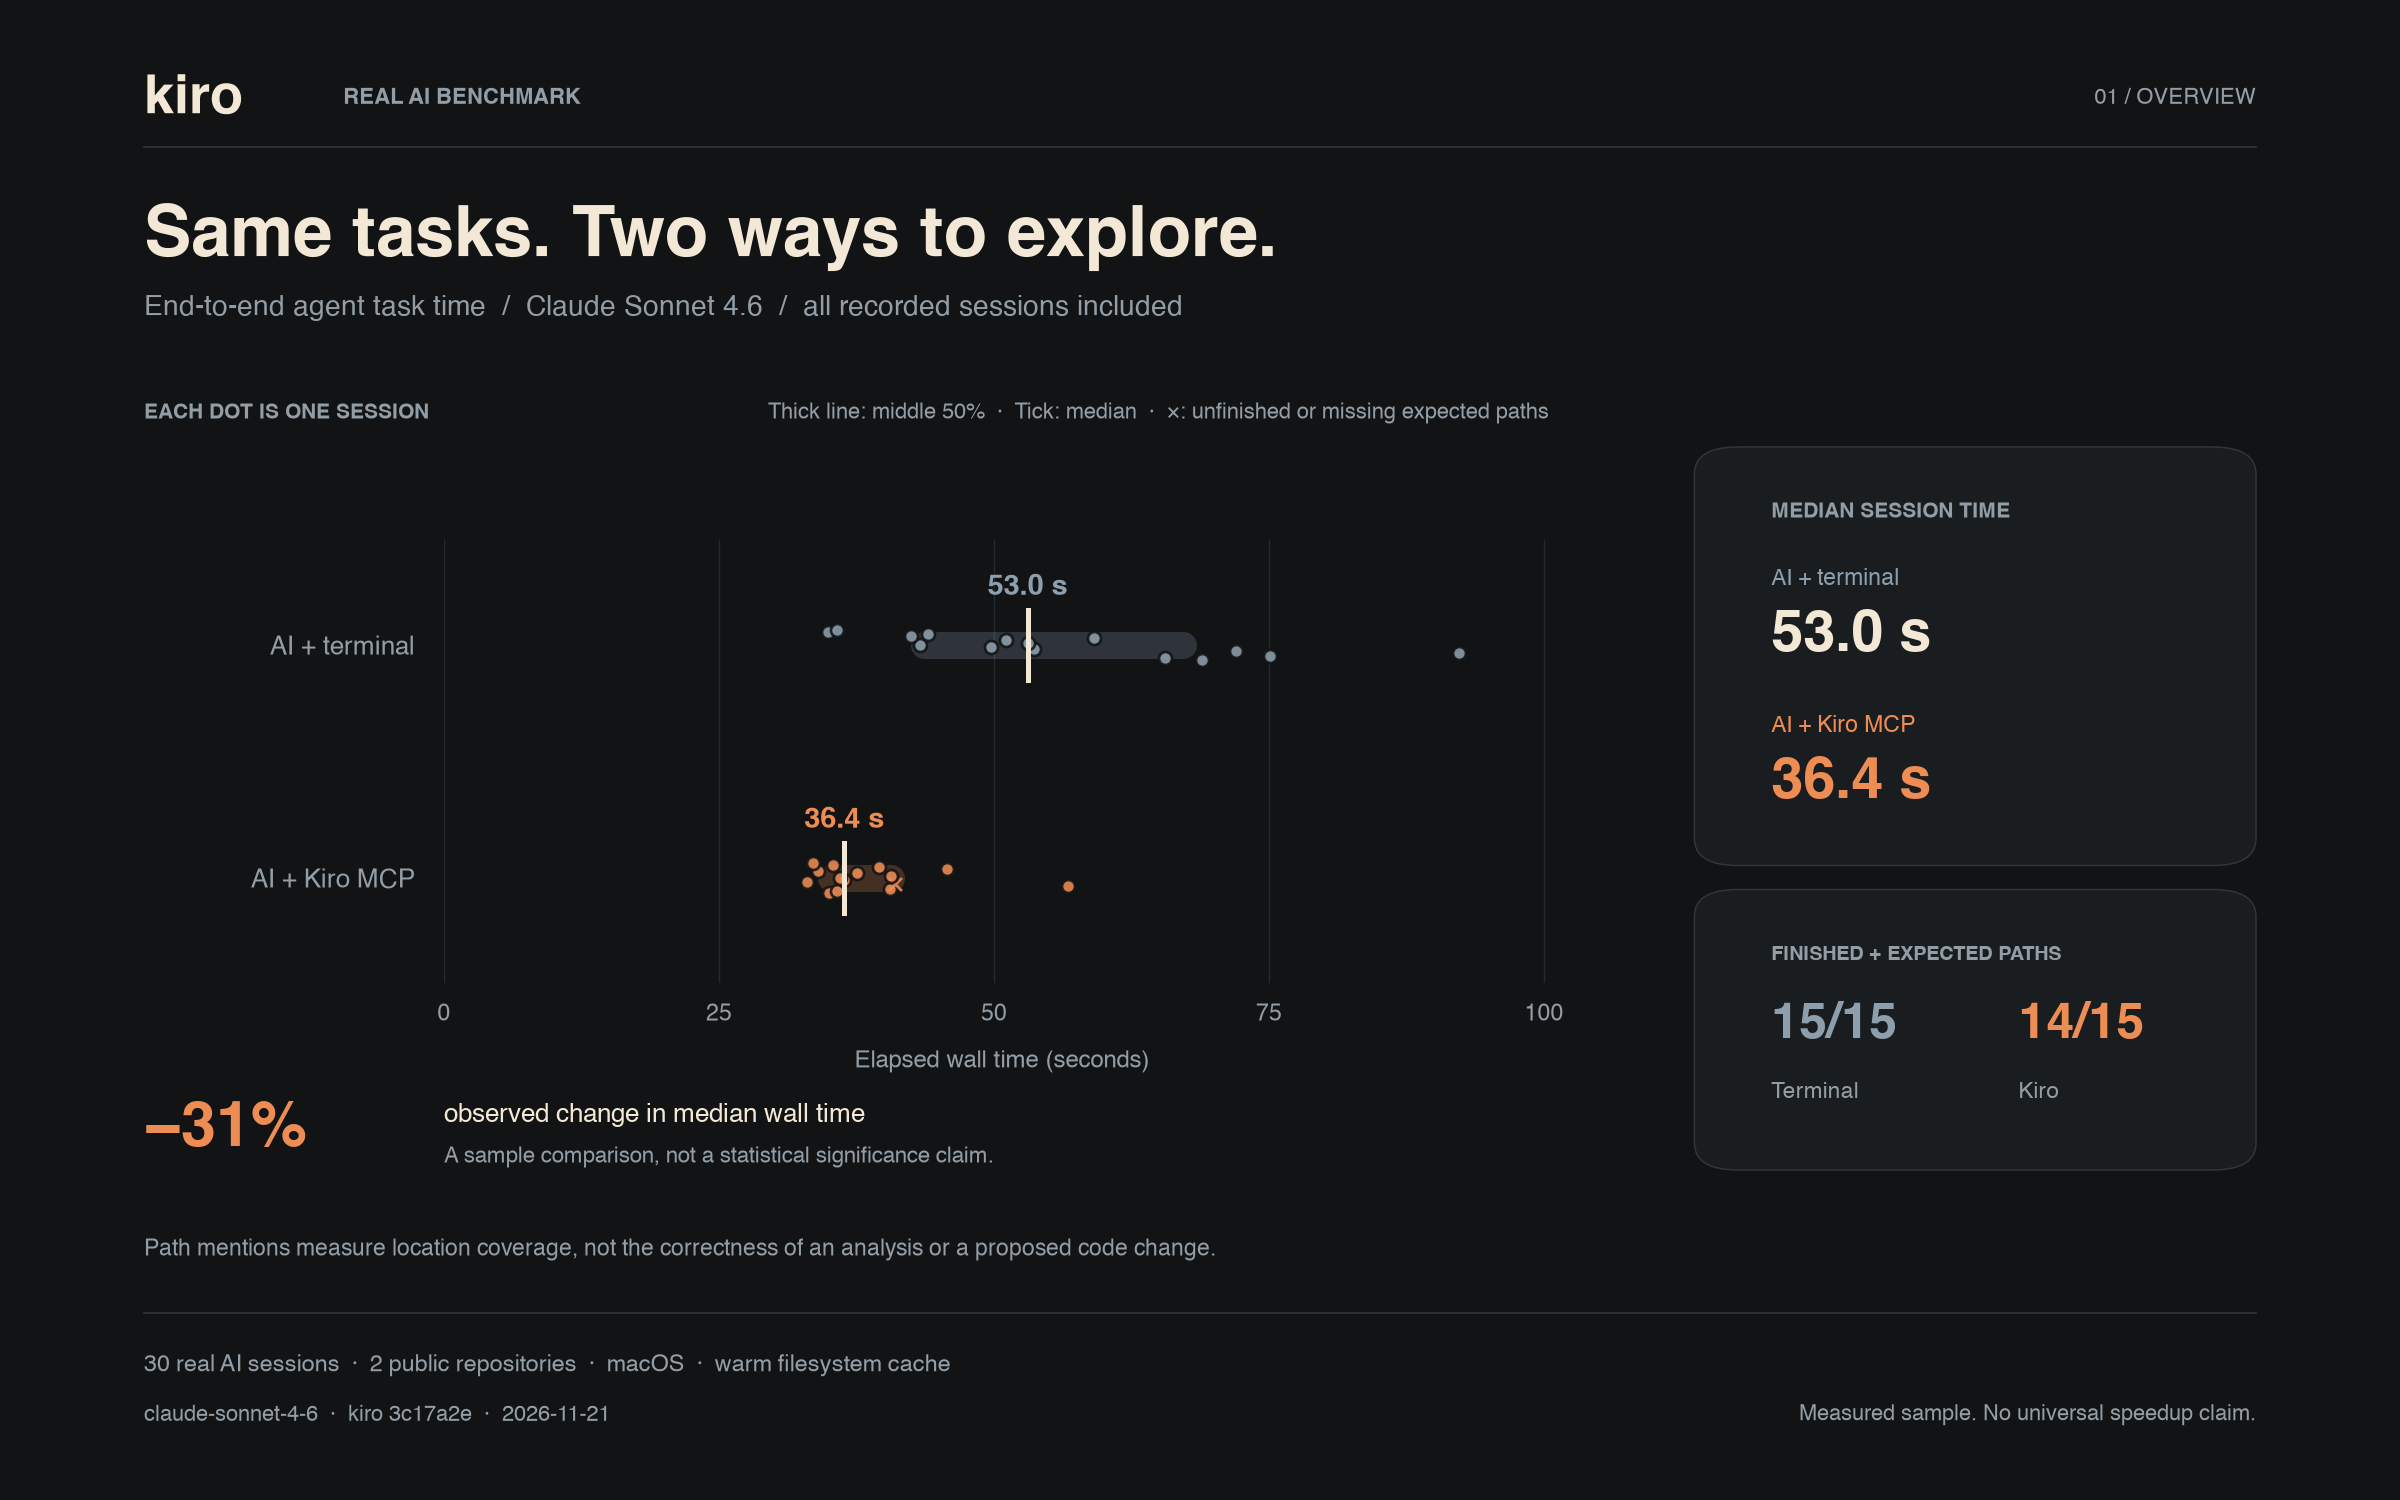 kiro
REAL AI BENCHMARK
01 / OVERVIEW
Same tasks. Two ways to explore.
End-to-end agent task time / Claude Sonnet 4.6 / all recorded sessions included
EACH DOT IS ONE SESSION
Thick line: middle 50% · Tick: median · ×: unfinished or missing expected paths
53.0 s
AI + terminal
36.4 s
AI + Kiro MCP
0 25 50 75 100
Elapsed wall time (seconds)
MEDIAN SESSION TIME
AI + terminal
53.0 s
AI + Kiro MCP
36.4 s
FINISHED + EXPECTED PATHS
15/15 14/15
Terminal Kiro
–31%
observed change in median wall time
A sample comparison, not a statistical significance claim.
Path mentions measure location coverage, not the correctness of an analysis or a proposed code change.
30 real AI sessions · 2 public repositories · macOS · warm filesystem cache
claude-sonnet-4-6 · kiro 3c17a2e · 2026-11-21
Measured sample. No universal speedup claim.